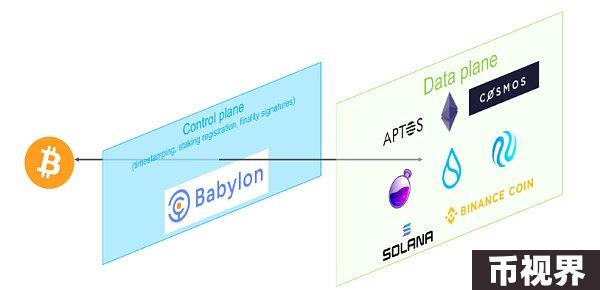 Control plane
(timestamping, staking registration, finality signatures)
Babylon
Data plane
APTOS
COSMOS
BINANCE COIN
SOLANA
币视界